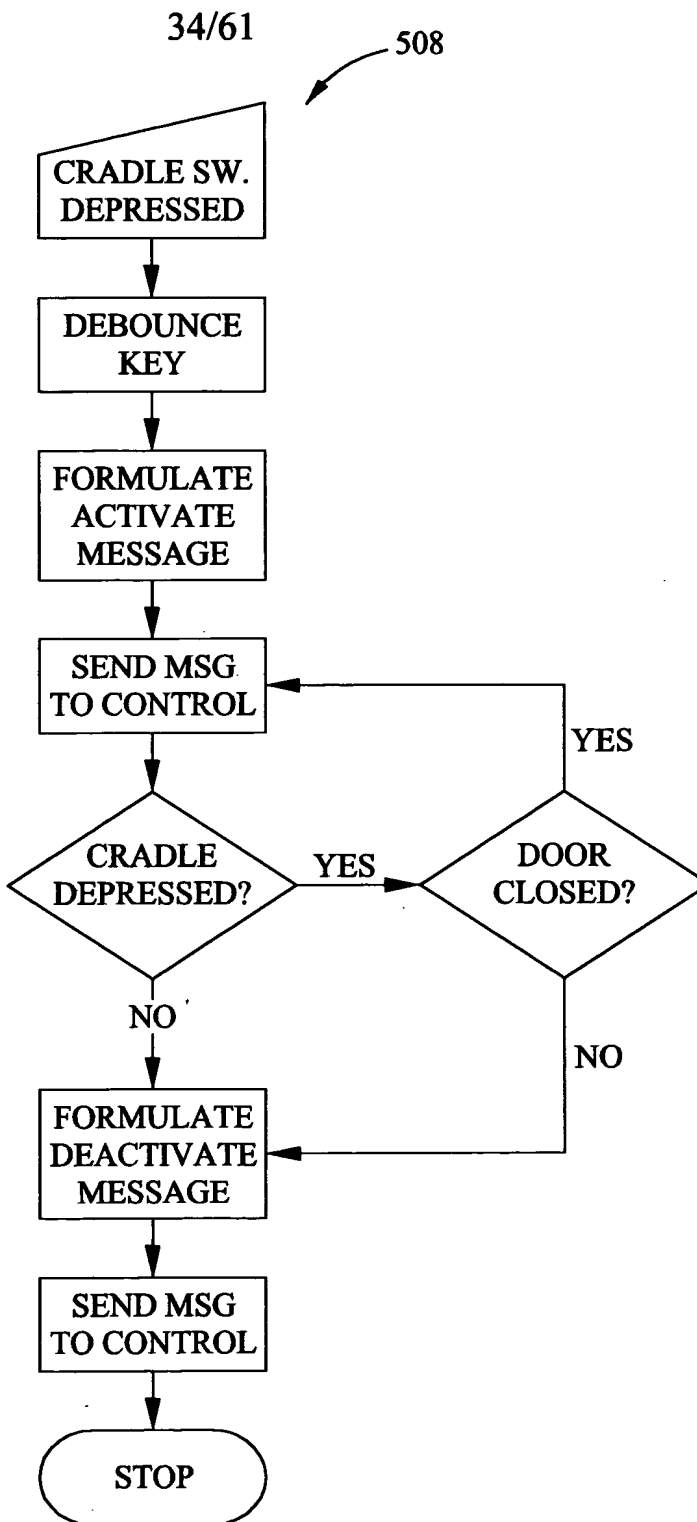 34/61
508
CRADLE SW.
DEPRESSED
DEBOUNCE
KEY
FORMULATE
ACTIVATE
MESSAGE
SEND MSG
TO CONTROL
YES
CRADLE
DEPRESSED?
YES
DOOR
CLOSED?
NO
NO
FORMULATE
DEACTIVATE
MESSAGE
SEND MSG
TO CONTROL
STOP